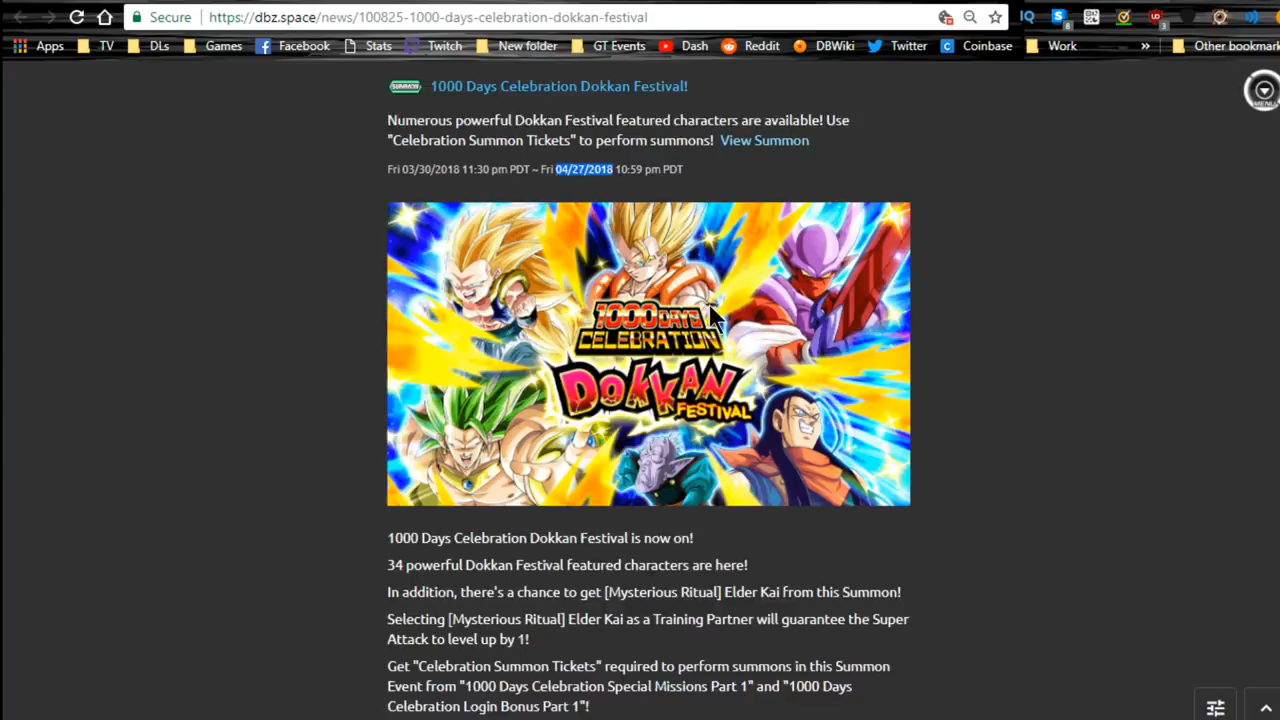 Secure https://dbz.space/news/100825-1000-days-celebration-dokkan-festival
Apps TV DLs Games Facebook Stats Twitch New folder GT Events Dash Reddit DBWiki Twitter Coinbase Work » Other bookmark
SUMMON 1000 Days Celebration Dokkan Festival!
MENU
Numerous powerful Dokkan Festival featured characters are available! Use
"Celebration Summon Tickets" to perform summons! View Summon
Fri 03/30/2018 11:30 pm PDT ~ Fri 04/27/2018 10:59 pm PDT
1000 DAYS
CELEBRATION
DOKKAN
FESTIVAL
1000 Days Celebration Dokkan Festival is now on!
34 powerful Dokkan Festival featured characters are here!
In addition, there's a chance to get [Mysterious Ritual] Elder Kai from this Summon!
Selecting [Mysterious Ritual] Elder Kai as a Training Partner will guarantee the Super
Attack to level up by 1!
Get "Celebration Summon Tickets" required to perform summons in this Summon
Event from "1000 Days Celebration Special Missions Part 1" and "1000 Days
Celebration Login Bonus Part 1"!